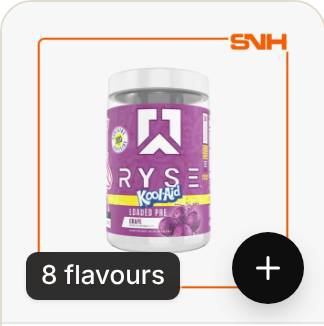 SNH
RYSE
Kool-Aid
LOADED PRE
GRAPE
8 flavours